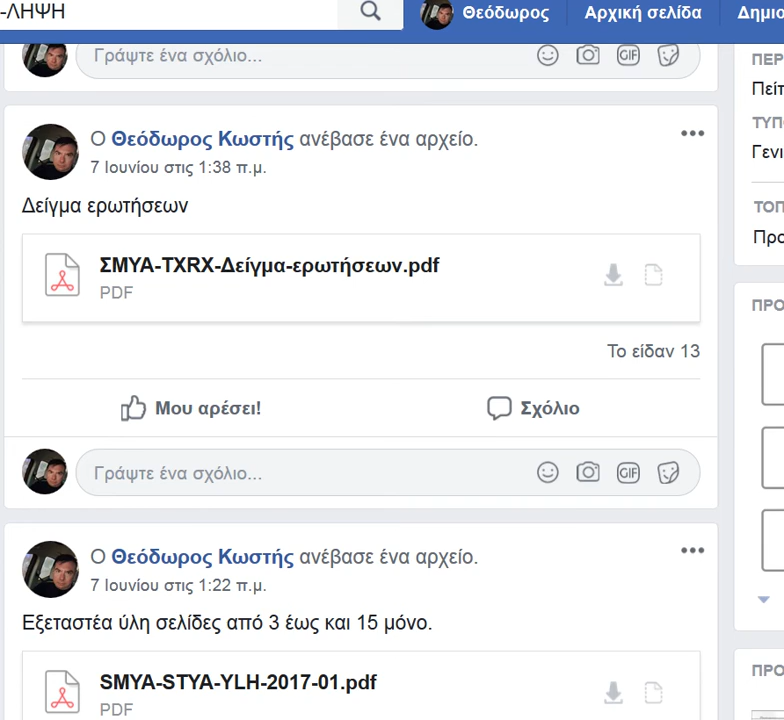 -ΛΗΨΗ
Θεόδωρος
Αρχική σελίδα
Γράψτε ένα σχόλιο...
GIF
Ο Θεόδωρος Κωστής ανέβασε ένα αρχείο.
7 Ιουνίου στις 1:38 π.μ.
Δείγμα ερωτήσεων
ΣΜΥΑ-TXRX-Δείγμα-ερωτήσεων.pdf
PDF
Το είδαν 13
Μου αρέσει!
Σχόλιο
Γράψτε ένα σχόλιο...
GIF
Ο Θεόδωρος Κωστής ανέβασε ένα αρχείο.
7 Ιουνίου στις 1:22 π.μ.
Εξεταστέα ύλη σελίδες από 3 έως και 15 μόνο.
SMYA-STYA-YLH-2017-01.pdf
PDF